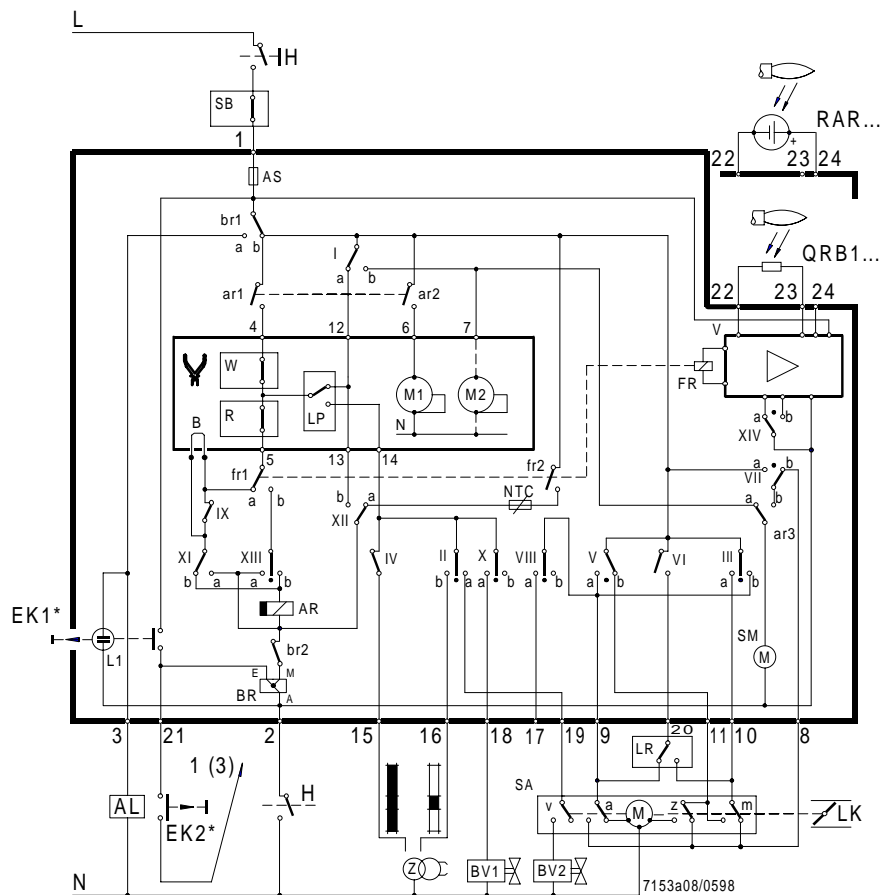 L
H
SB
1
AS
RAR...
+
22 23 24
br1
a b
I
a b
QRB1...
22 23 24
ar1
ar2
4 12 6 7
V
FR
W
R
LP
M1
M2
N
B
5 13 14
a b
XIV
fr1
a b
fr2
VII
a b
b
a
ar3
IX
b a
XII
NTC
XI
b a
XIII
a b
IV
II
b a
X
a b
VIII
a b
V
a b
VI
III
a b
AR
EK1*
L1
br2
E M
BR
A
SM
M
3 21 2 15 16 18 17 19 9 20 11 10 8
LR
1 (3)
H
SA
v a M z m
LK
AL
EK2*
Z
BV1
BV2
N
7153a08/0598